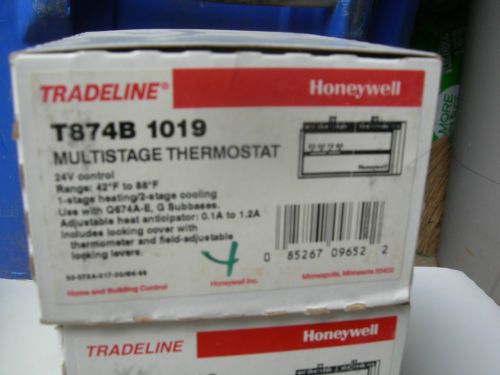 TRADELINE®
Honeywell
T874B 1019
MULTISTAGE THERMOSTAT
24V control
Range: 42°F to 88°F
1-stage heating/2-stage cooling
Use with Q674A-E, G Subbases.
Adjustable heat anticipator: 0.1A to 1.2A
Includes locking cover with
thermometer and field-adjustable
locking levers.
Honeywell
4
0 85267 09652 2
Home and Building Control
Honeywell Inc.
Minneapolis, Minnesota 55422
MORE
TRADELINE®
Honeywell